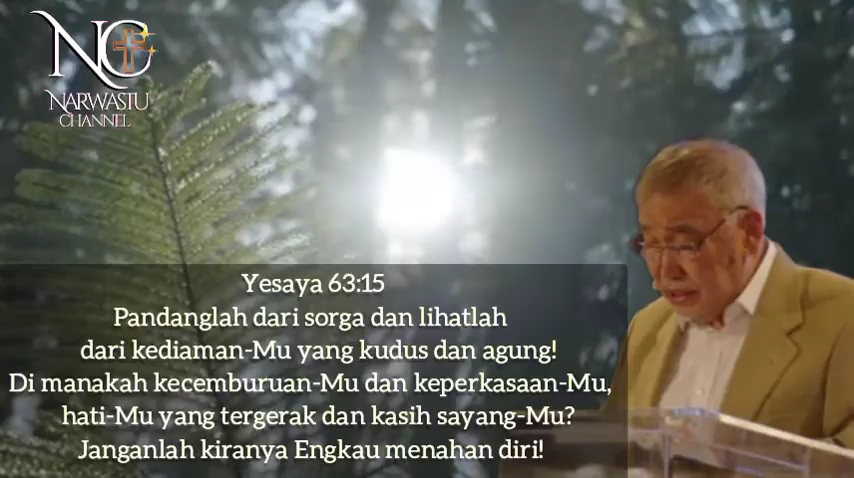 NC
NARWASTU
CHANNEL
Yesaya 63:15
Pandanglah dari sorga dan lihatlah
dari kediaman-Mu yang kudus dan agung!
Di manakah kecemburuan-Mu dan keperkasaan-Mu,
hati-Mu yang tergerak dan kasih sayang-Mu?
Janganlah kiranya Engkau menahan diri!